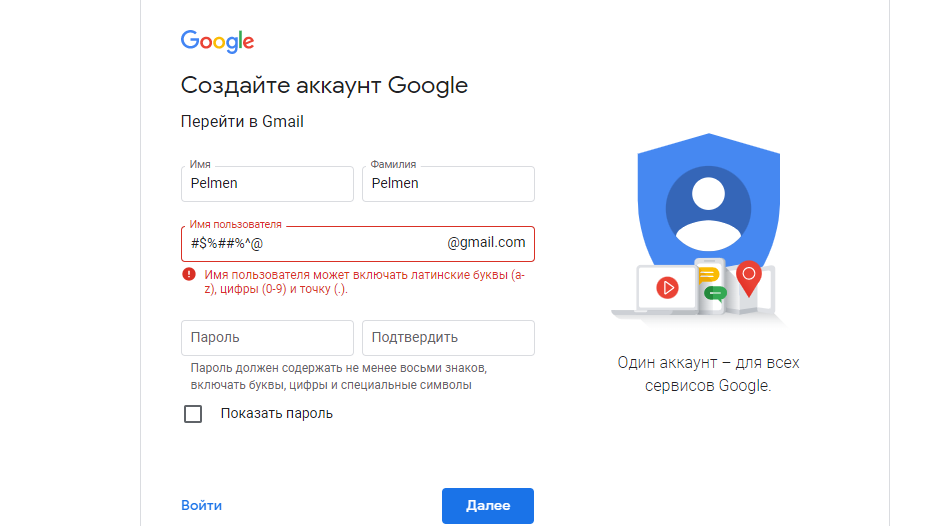 Google
Создайте аккаунт Google
Перейти в Gmail
Имя
Фамилия
Pelmen
Pelmen
Имя пользователя
#$%##%^@
@gmail.com
Имя пользователя может включать латинские буквы (a-
z), цифры (0-9) и точку (.).
Пароль
Подтвердить
Пароль должен содержать не менее восьми знаков,
включать буквы, цифры и специальные символы
Показать пароль
Войти
Далее
Один аккаунт – для всех
сервисов Google.